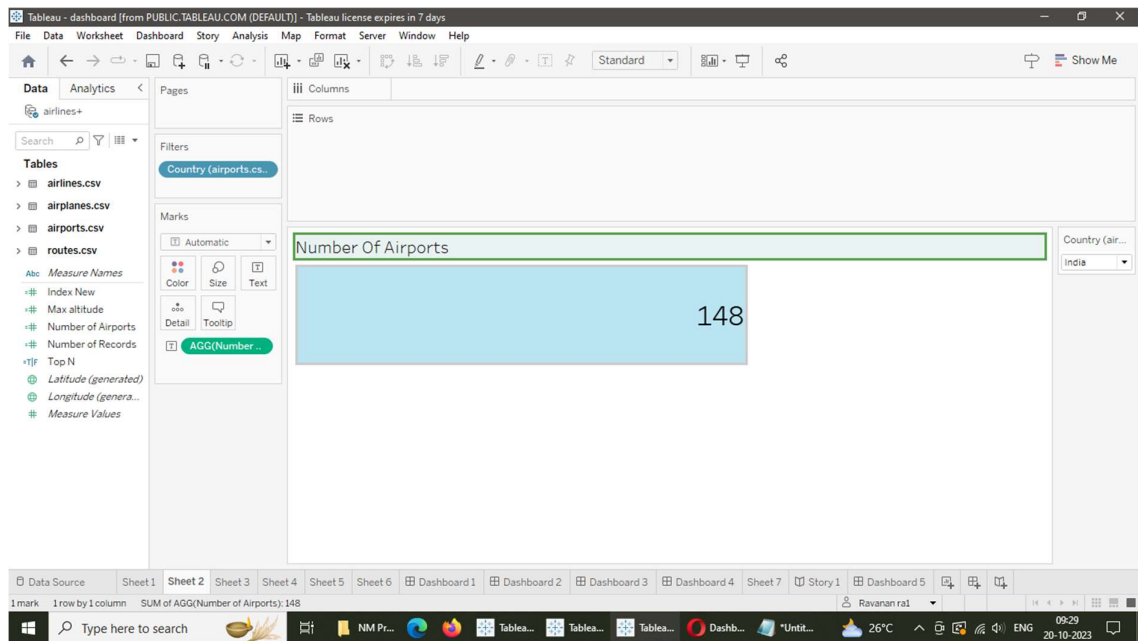 Tableau - dashboard [from PUBLIC.TABLEAU.COM (DEFAULT)] - Tableau license expires in 7 days
File Data Worksheet Dashboard Story Analysis Map Format Server Window Help
Standard
Show Me
Data Analytics
Pages
iii Columns
airlines+
Rows
Search
Filters
Tables
Country (airports.cs..
airlines.csv
airplanes.csv
Marks
airports.csv
Automatic
Number Of Airports
Country (air...
routes.csv
India
Abc Measure Names
Color Size Text
Index New
Max altitude
148
Detail Tooltip
Number of Airports
Number of Records
AGG(Number ..
Top N
Latitude (generated)
Longitude (genera...
Measure Values
Data Source Sheet 1 Sheet 2 Sheet 3 Sheet 4 Sheet 5 Sheet 6 Dashboard 1 Dashboard 2 Dashboard 3 Dashboard 4 Sheet 7 Story 1 Dashboard 5
1 mark 1 row by 1 column SUM of AGG(Number of Airports): 148
Ravanan ra1
Type here to search
NM Pr... Tablea... Tablea... Tablea... Dashb... *Untit...
26°C
ENG
09:29
20-10-2023